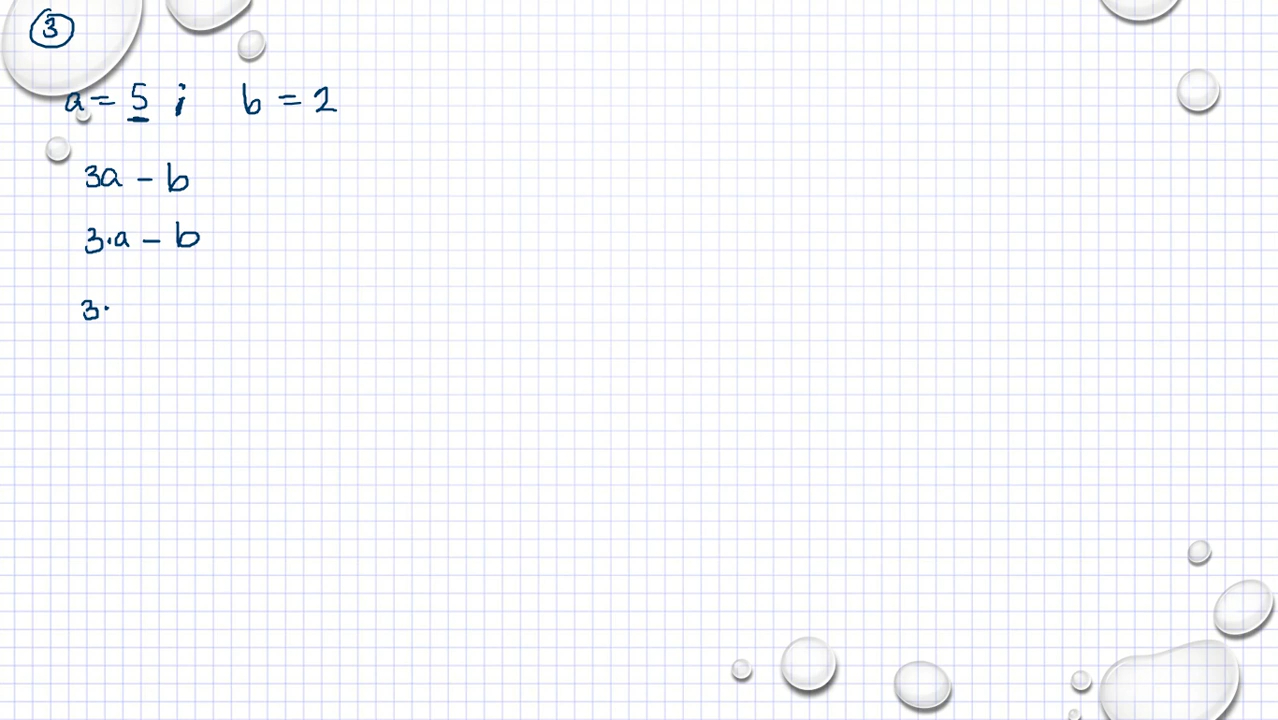 ③
a = 5 ; b = 2
3a - b
3·a - b
3·